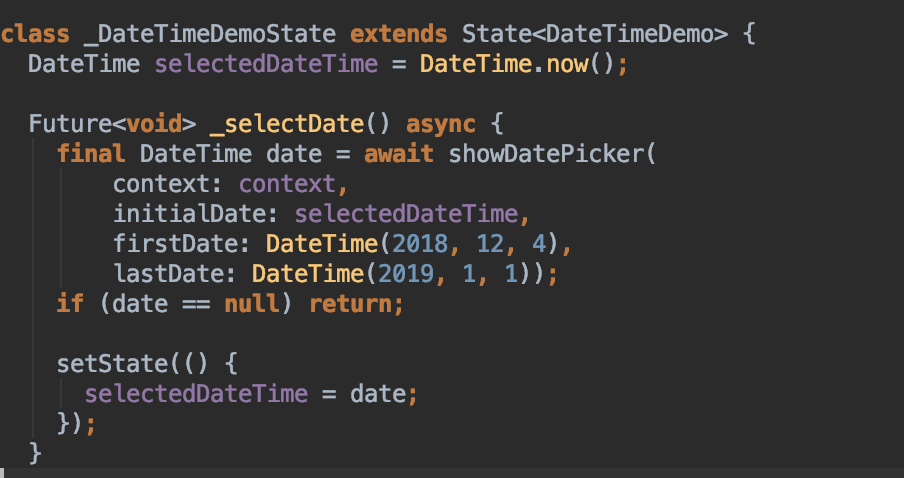 class _DateTimeDemoState extends State<DateTimeDemo> {
DateTime selectedDateTime = DateTime.now();
Future<void> _selectDate() async {
final DateTime date = await showDatePicker(
context: context,
initialDate: selectedDateTime,
firstDate: DateTime(2018, 12, 4),
lastDate: DateTime(2019, 1, 1));
if (date == null) return;
setState(() {
selectedDateTime = date;
});
}